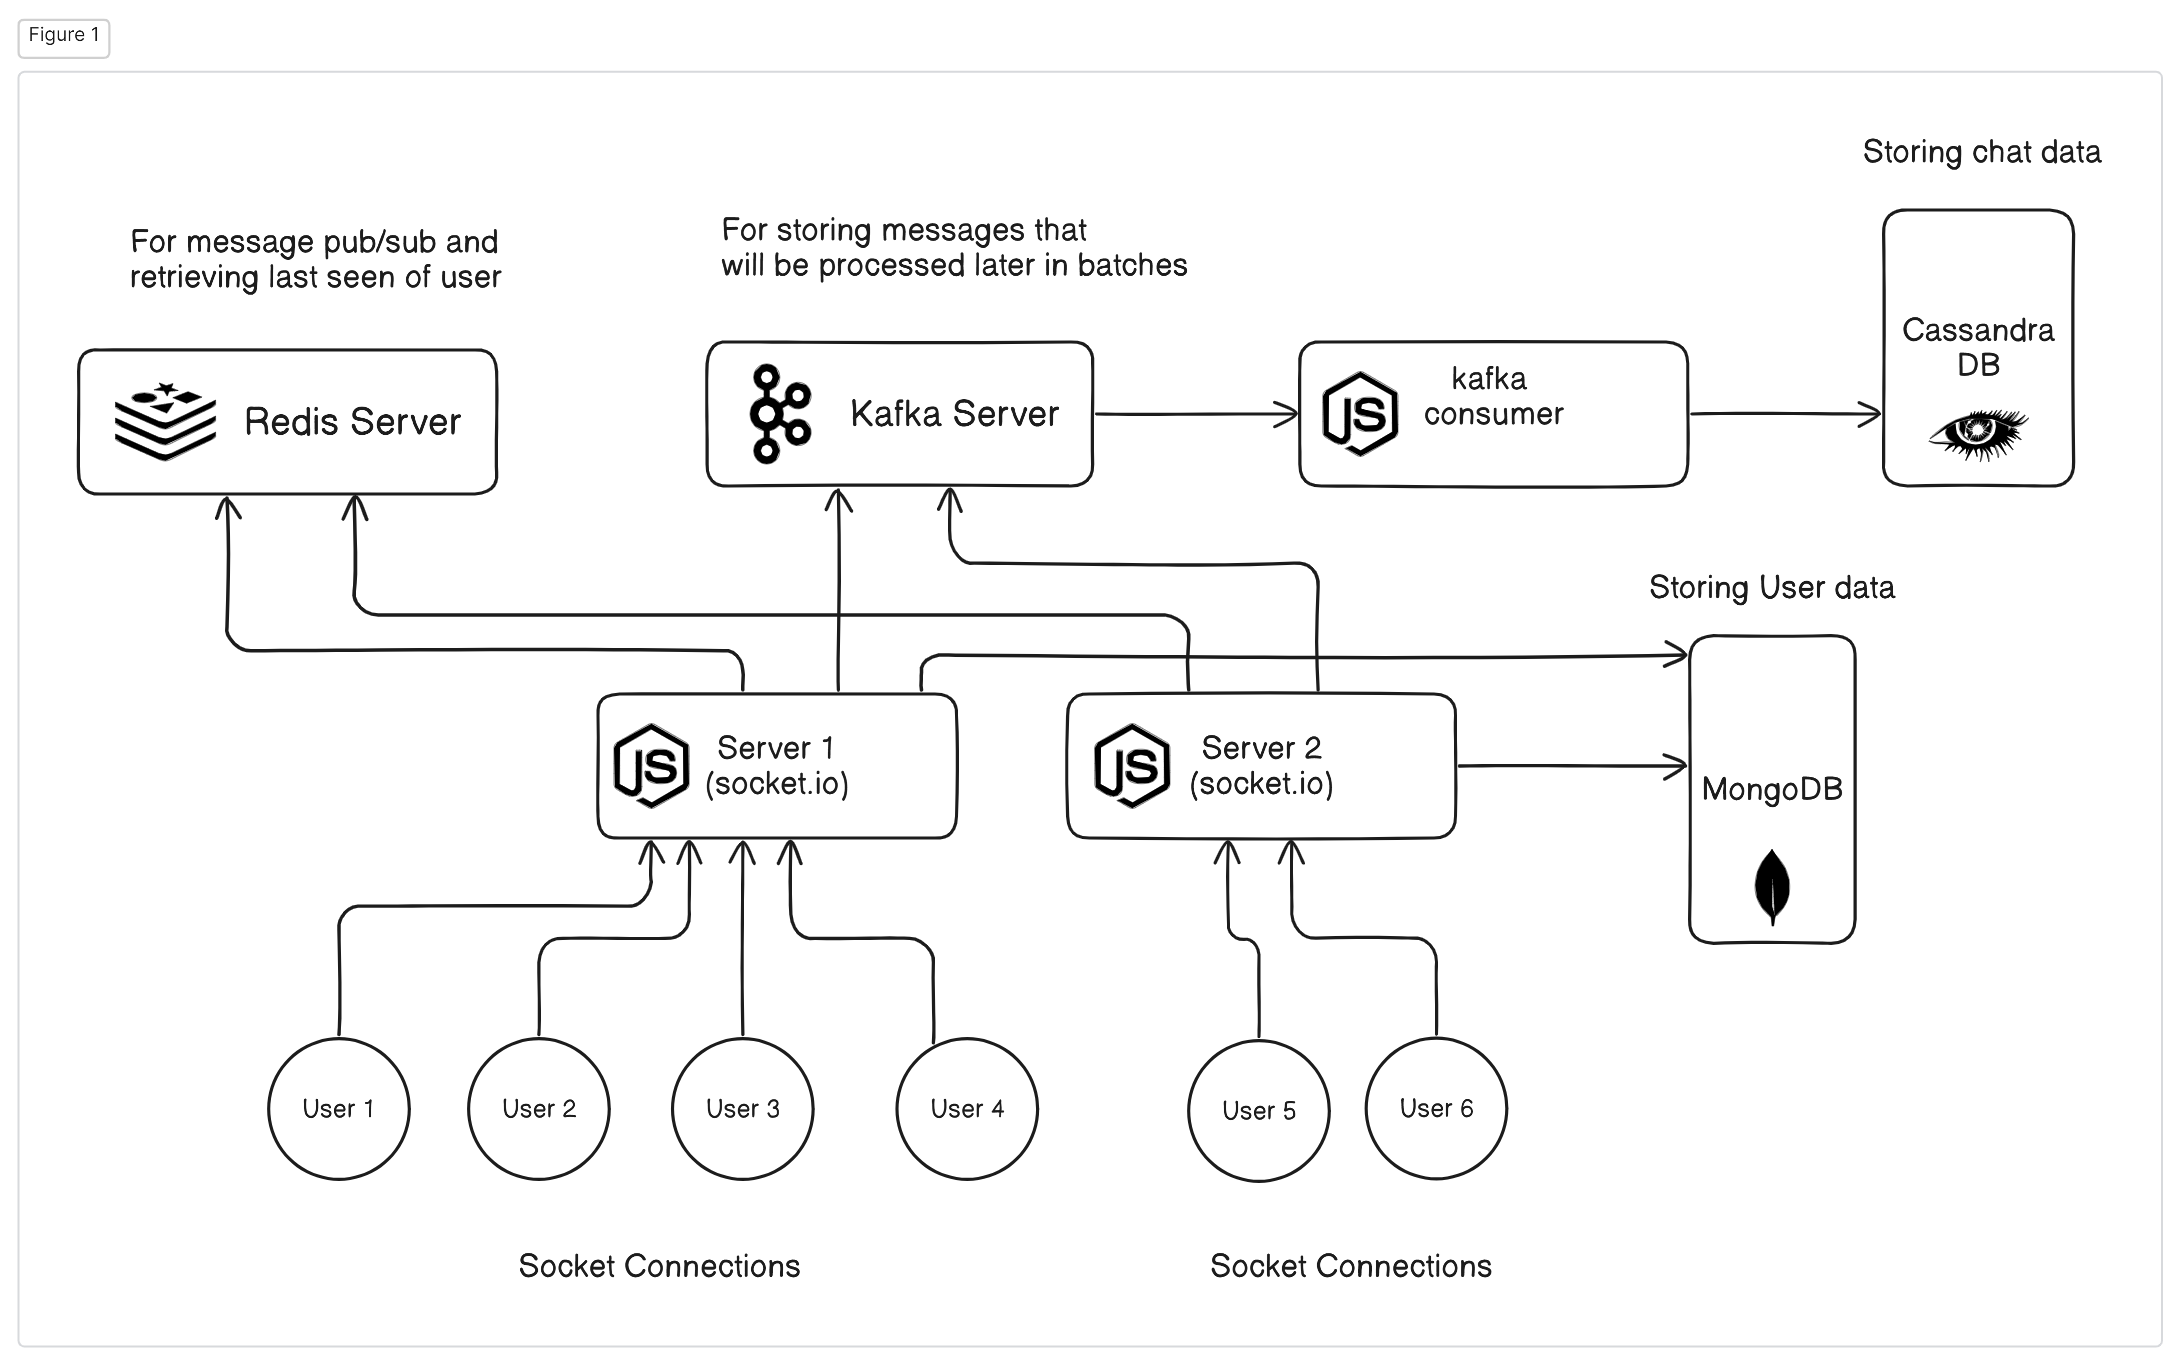 Figure 1
Storing chat data
For message pub/sub and
retrieving last seen of user
For storing messages that
will be processed later in batches
Redis Server
Kafka Server
kafka
consumer
JS
Cassandra
DB
Storing User data
JS
Server 1
(socket.io)
JS
Server 2
(socket.io)
MongoDB
User 1
User 2
User 3
User 4
User 5
User 6
Socket Connections
Socket Connections